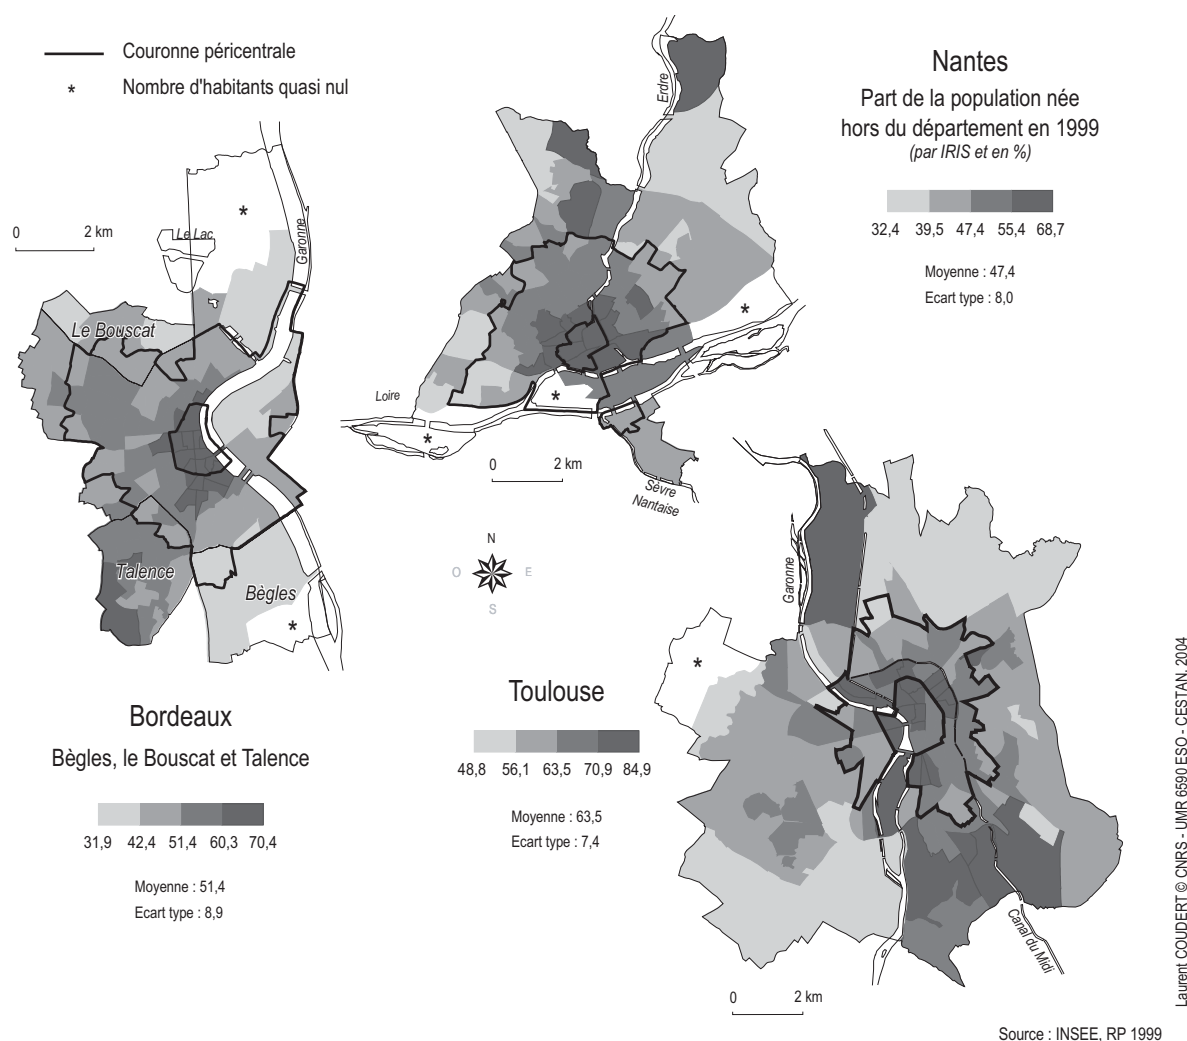 Couronne péricentrale
* Nombre d'habitants quasi nul
Nantes
Part de la population née
hors du département en 1999
(par IRIS et en %)
32,4 39,5 47,4 55,4 68,7
Moyenne : 47,4
Ecart type : 8,0
Erdre
*
Loire
*
*
0 2 km
Sèvre
Nantaise
0 2 km
*
Le Lac
Garonne
Le Bouscat
Talence
Bègles
*
N
O E
S
Bordeaux
Bègles, le Bouscat et Talence
31,9 42,4 51,4 60,3 70,4
Moyenne : 51,4
Ecart type : 8,9
Toulouse
48,8 56,1 63,5 70,9 84,9
Moyenne : 63,5
Ecart type : 7,4
Garonne
*
Canal du Midi
0 2 km
Laurent COUDERT © CNRS - UMR 6590 ESO - CESTAN, 2004
Source : INSEE, RP 1999